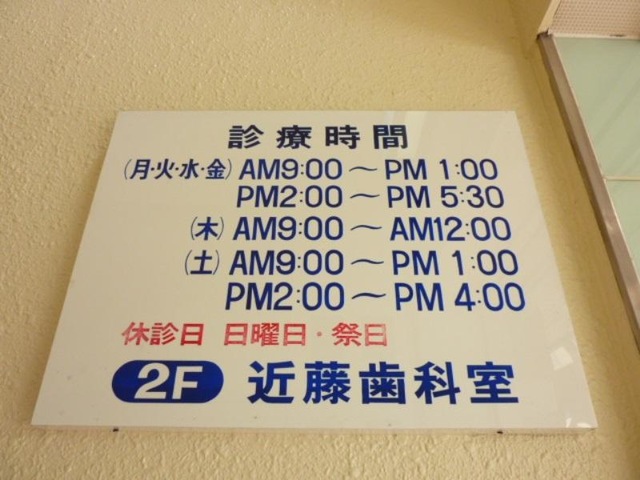 診療時間
(月・火・水・金) AM9:00～PM 1:00
PM2:00～PM 5:30
(木) AM9:00～AM12:00
(土) AM9:00～PM 1:00
PM2:00～PM 4:00
休診日 日曜日・祭日
2F 近藤歯科室